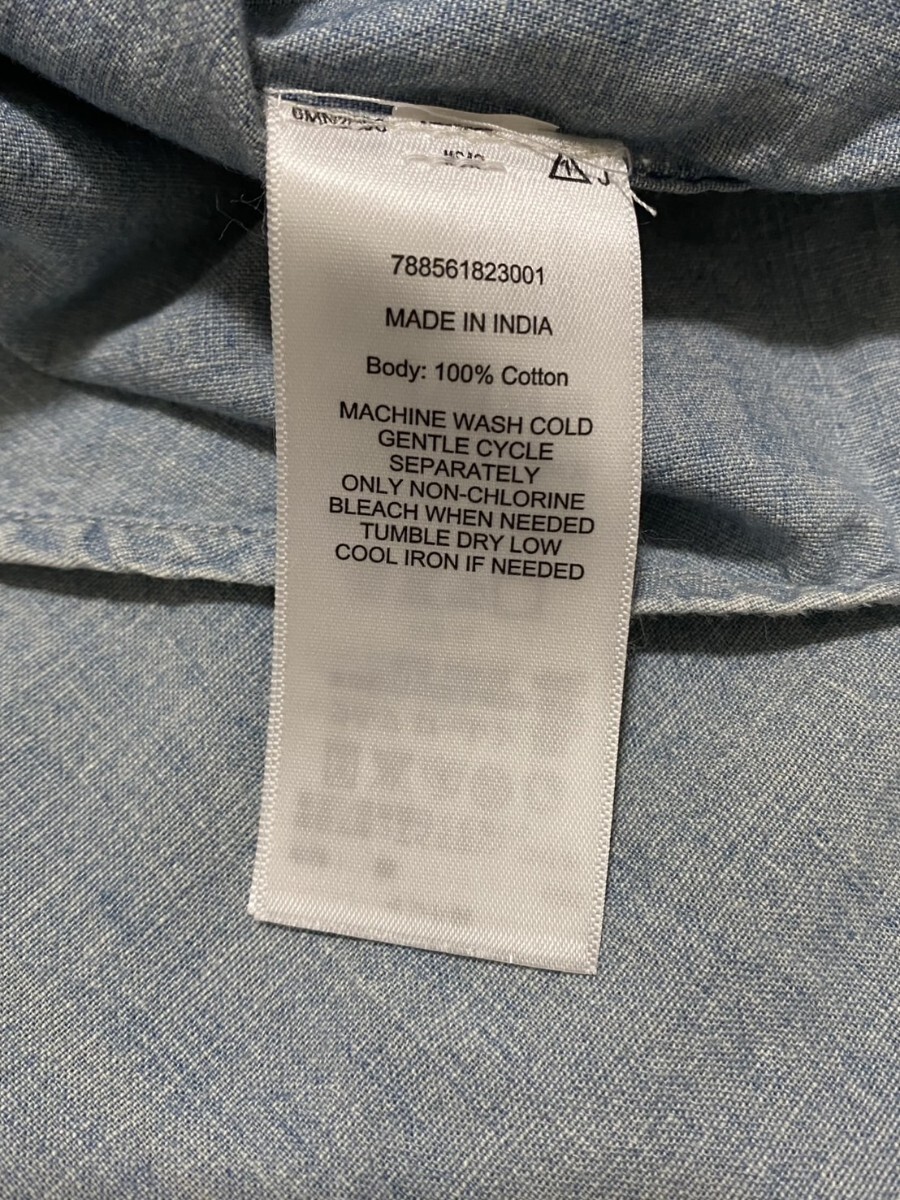 788561823001
MADE IN INDIA
Body: 100% Cotton
MACHINE WASH COLD
GENTLE CYCLE
SEPARATELY
ONLY NON-CHLORINE
BLEACH WHEN NEEDED
TUMBLE DRY LOW
COOL IRON IF NEEDED